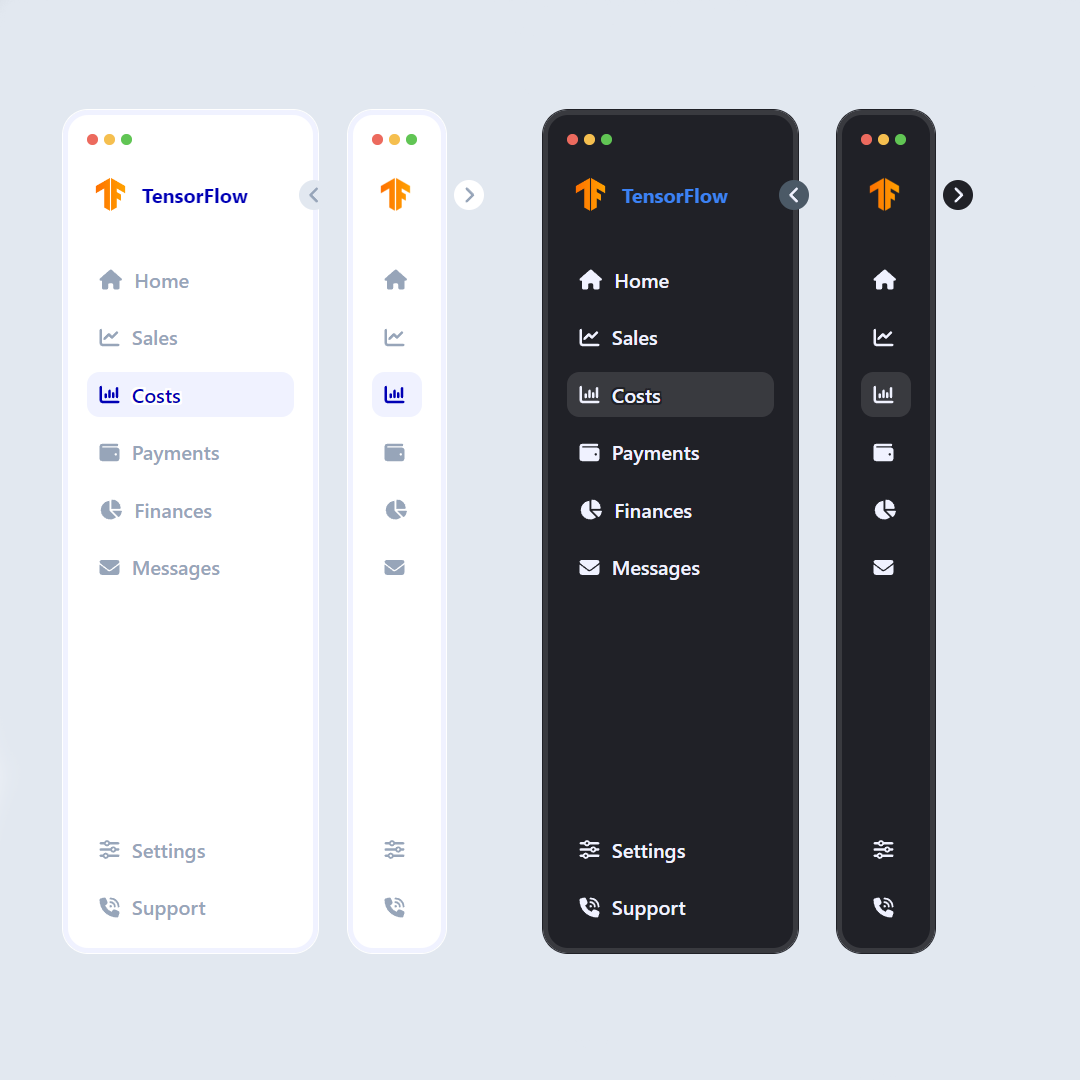 TensorFlow
Home
Sales
Costs
Payments
Finances
Messages
Settings
Support
TensorFlow
Home
Sales
Costs
Payments
Finances
Messages
Settings
Support